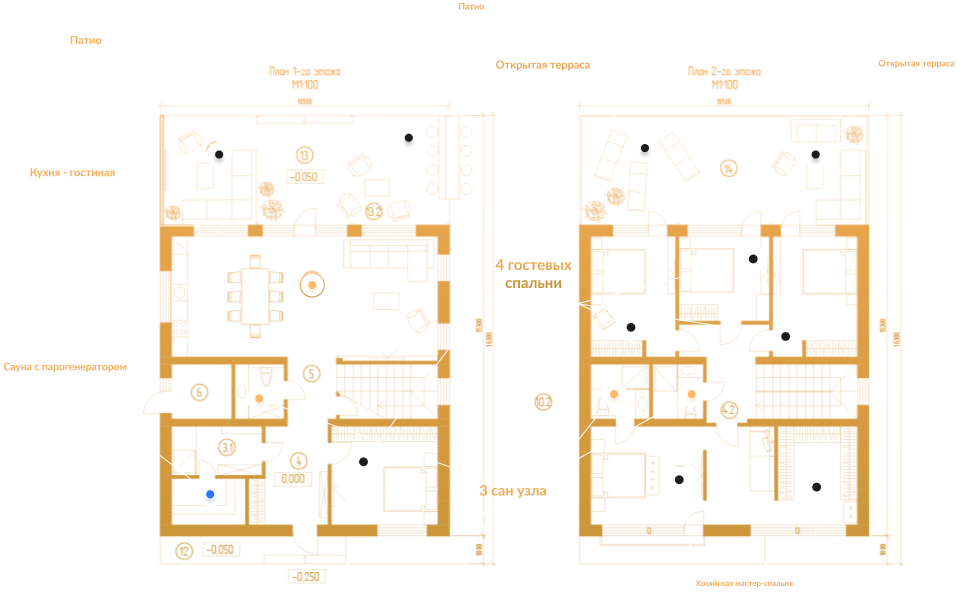 Патио
Патио
Открытая терраса
Открытая терраса
План 1-го этажа
М1:100
План 2-го этажа
М1:100
10500
10500
13
-0.050
14
Кухня - гостиная
13.2
4 гостевых
спальни
Сауна с парогенератором
5
6
10.2
4.2
3.1
4
0.000
3 сан узла
12
-0.050
-0.250
Хозяйская мастер-спальня